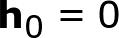 h₀ = 0